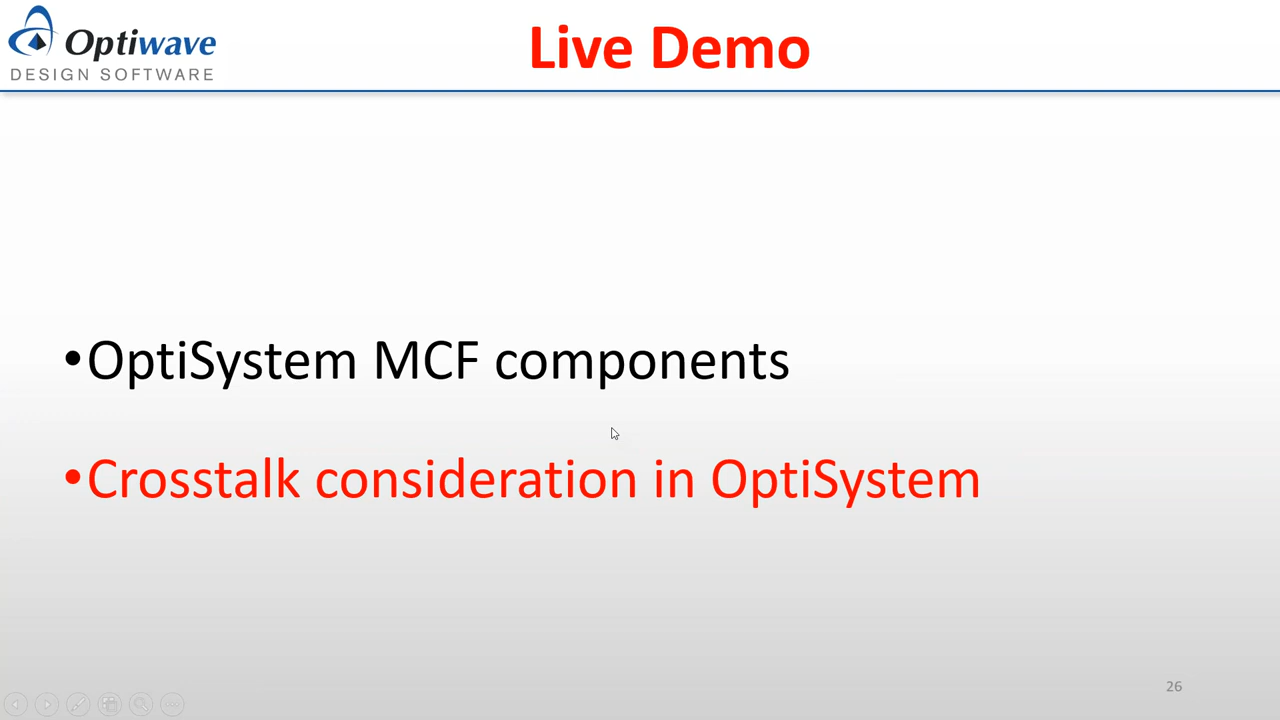 Optiwave
DESIGN SOFTWARE
Live Demo
•OptiSystem MCF components
•Crosstalk consideration in OptiSystem
26